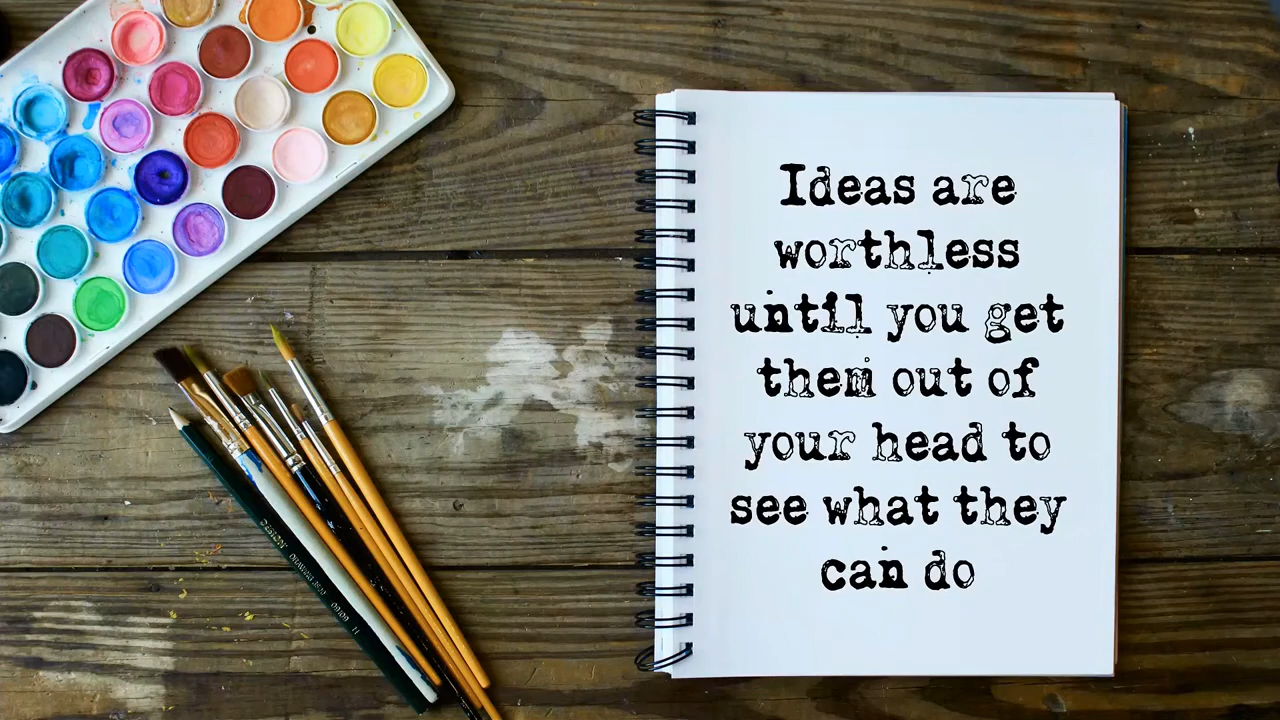 Ideas are
worthless
until you get
them out of
your head to
see what they
can do